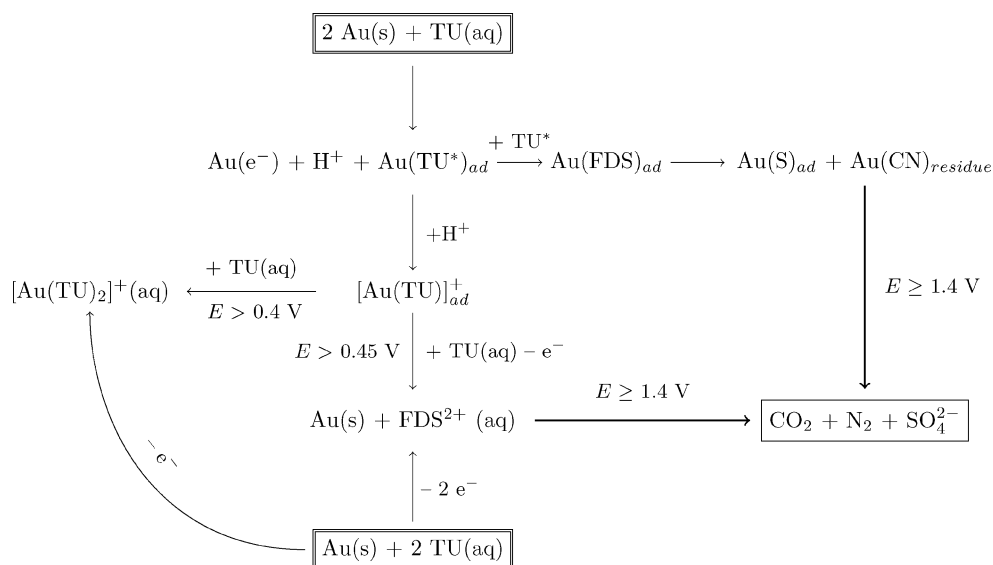 2 Au(s) + TU(aq)
+ TU*
Au(e⁻) + H⁺ + Au(TU*)ad
Au(FDS)ad
Au(S)ad + Au(CN)residue
+H⁺
+ TU(aq)
E > 0.4 V
[Au(TU)₂]⁺(aq)
[Au(TU)]⁺ad
E ≥ 1.4 V
E > 0.45 V
+ TU(aq) – e⁻
E ≥ 1.4 V
Au(s) + FDS²⁺ (aq)
CO₂ + N₂ + SO₄²⁻
– e⁻
– 2 e⁻
Au(s) + 2 TU(aq)